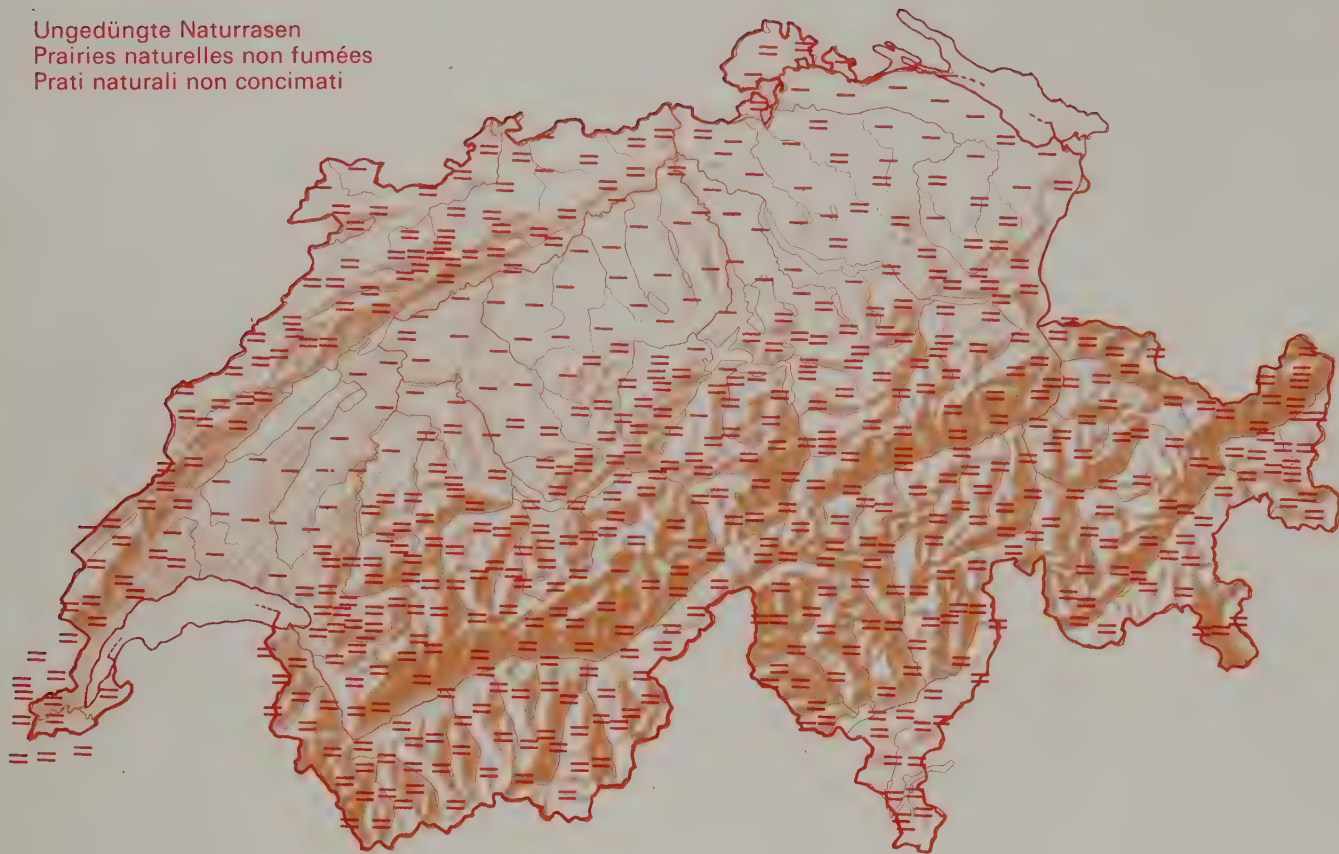 Ungedüngte Naturrasen
Prairies naturelles non fumées
Prati naturali non concimati